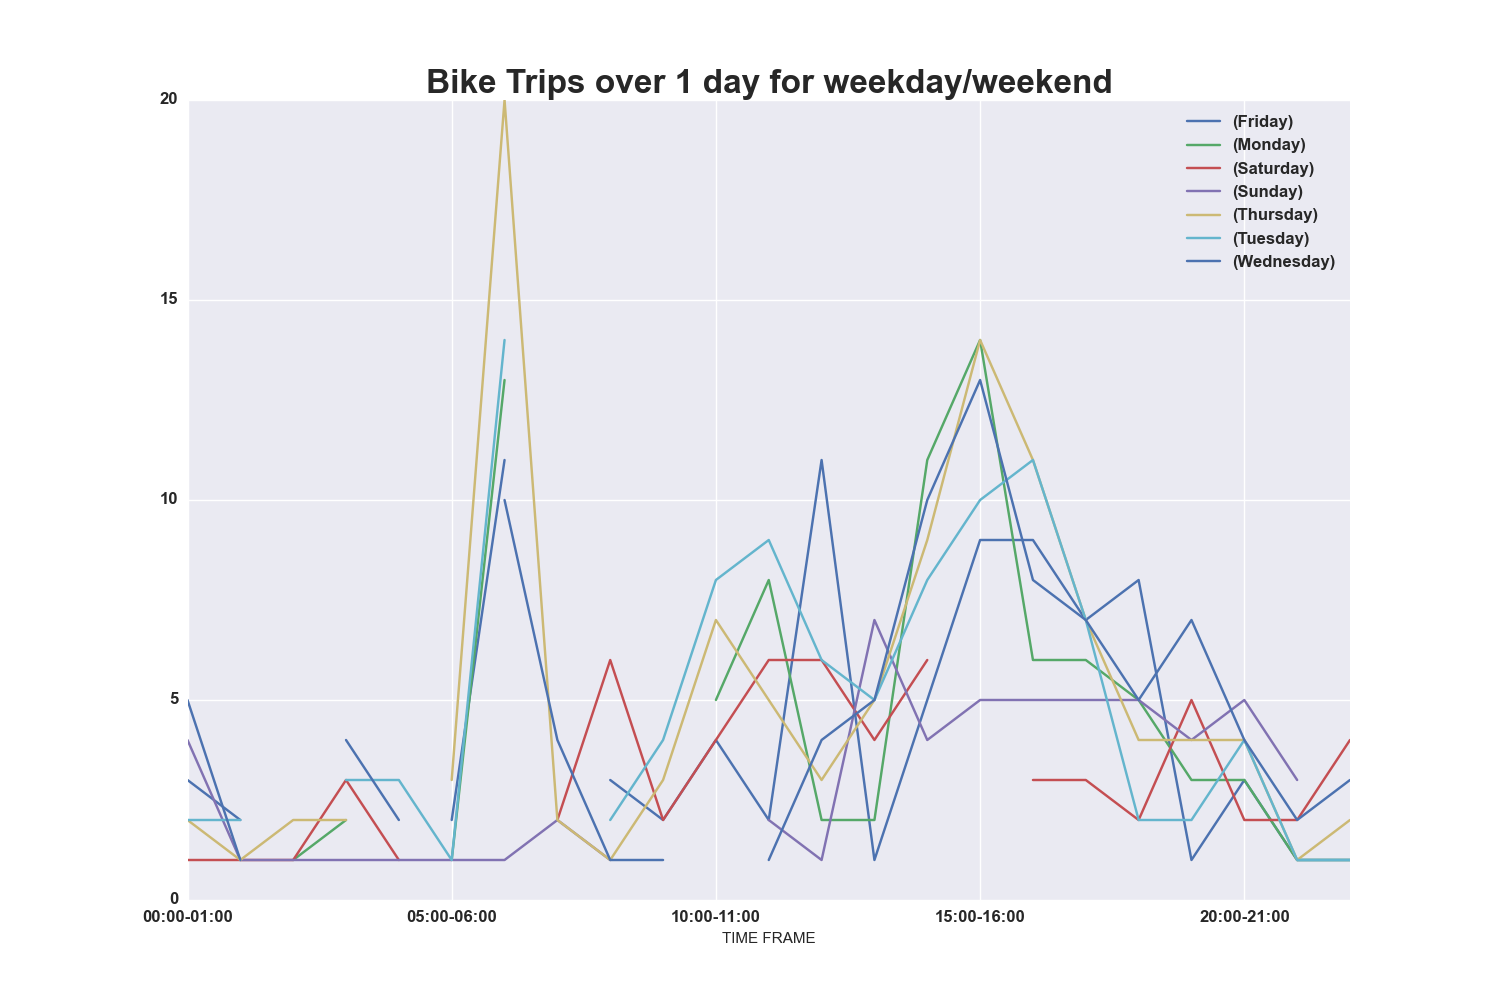 Bike Trips over 1 day for weekday/weekend
20
15
10
5
0
(Friday)
(Monday)
(Saturday)
(Sunday)
(Thursday)
(Tuesday)
(Wednesday)
00:00-01:00
05:00-06:00
10:00-11:00
15:00-16:00
20:00-21:00
TIME FRAME